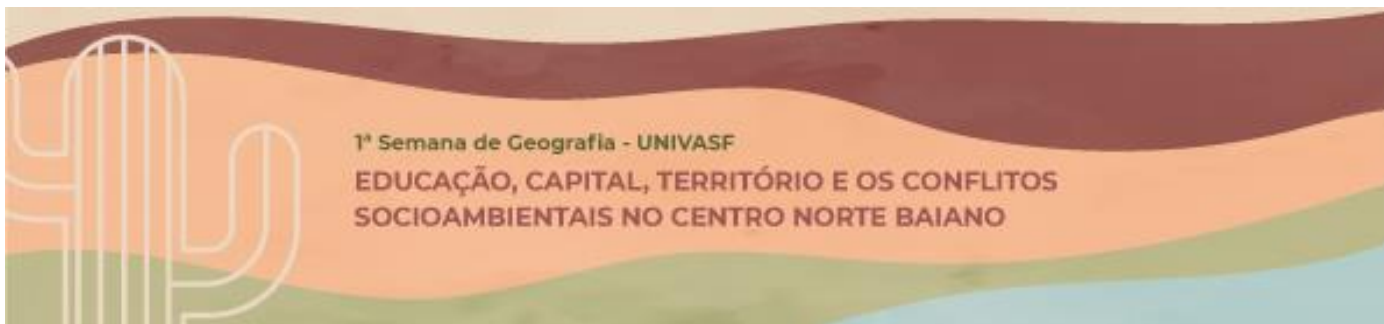 1ª Semana de Geografia - UNIVASF
EDUCAÇÃO, CAPITAL, TERRITÓRIO E OS CONFLITOS
SOCIOAMBIENTAIS NO CENTRO NORTE BAIANO